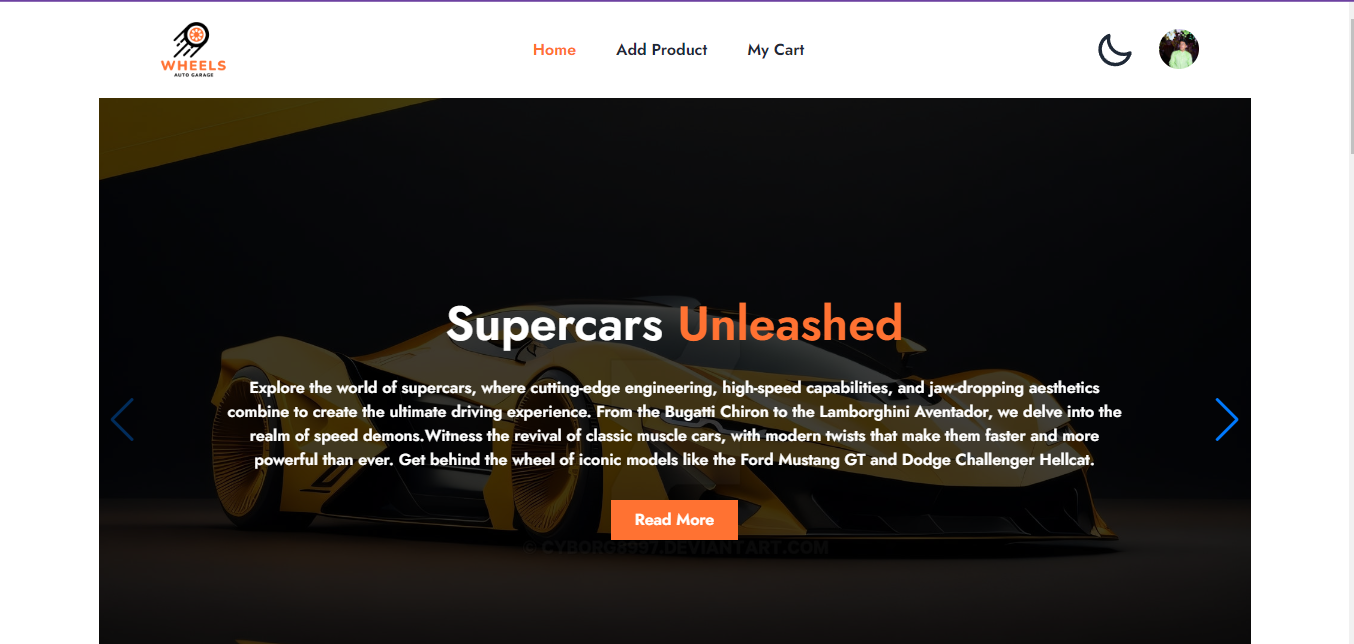 WHEELS
AUTO GARAGE
Home
Add Product
My Cart
Supercars Unleashed
Explore the world of supercars, where cutting-edge engineering, high-speed capabilities, and jaw-dropping aesthetics
combine to create the ultimate driving experience. From the Bugatti Chiron to the Lamborghini Aventador, we delve into the
realm of speed demons.Witness the revival of classic muscle cars, with modern twists that make them faster and more
powerful than ever. Get behind the wheel of iconic models like the Ford Mustang GT and Dodge Challenger Hellcat.
Read More
© CYBORG8997.DEVIANTART.COM